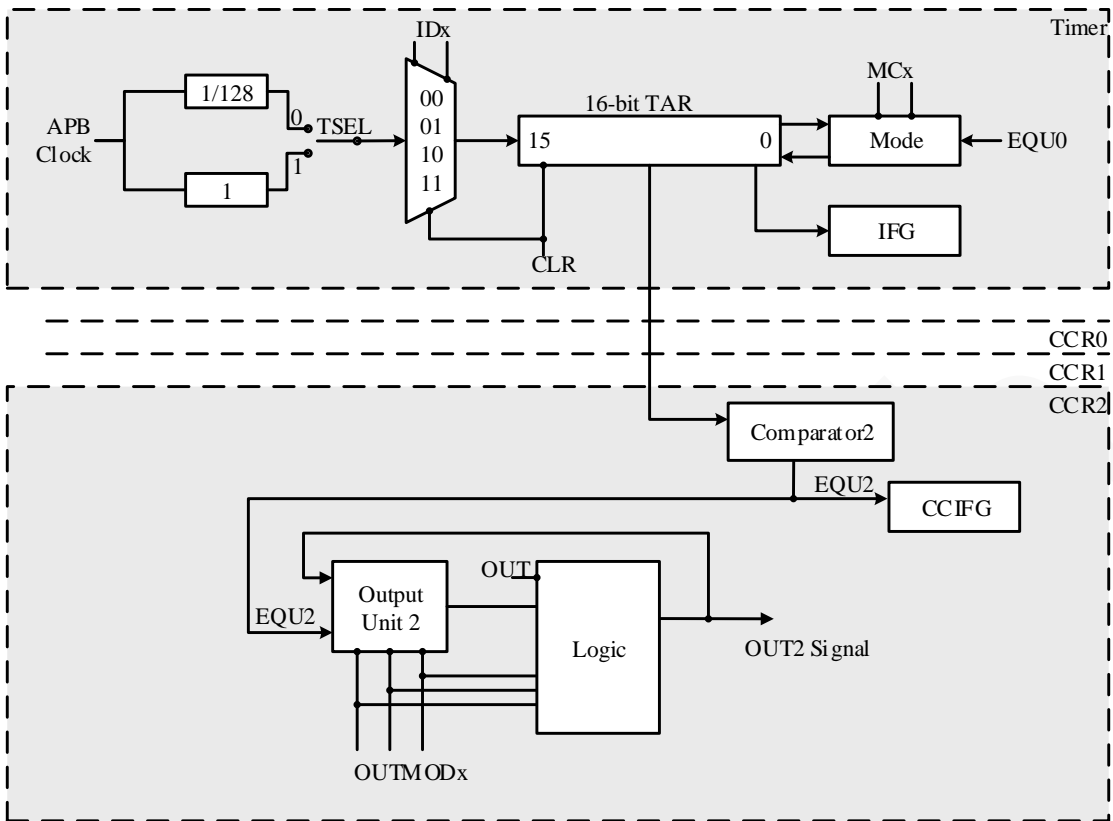 Timer
IDx
MCx
1/128
00
16-bit TAR
0
TSEL
01
APB
Clock
15
0
Mode
EQU0
10
1
1
11
IFG
CLR
CCR0
CCR1
CCR2
Comparator2
EQU2
CCIFG
OUT
Output
Unit 2
EQU2
Logic
OUT2 Signal
OUTMODx